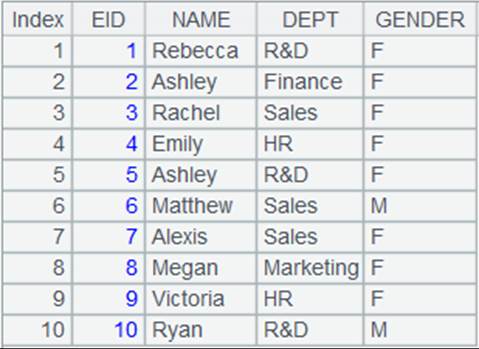 Index EID NAME DEPT GENDER
1 1 Rebecca R&D F
2 2 Ashley Finance F
3 3 Rachel Sales F
4 4 Emily HR F
5 5 Ashley R&D F
6 6 Matthew Sales M
7 7 Alexis Sales F
8 8 Megan Marketing F
9 9 Victoria HR F
10 10 Ryan R&D M